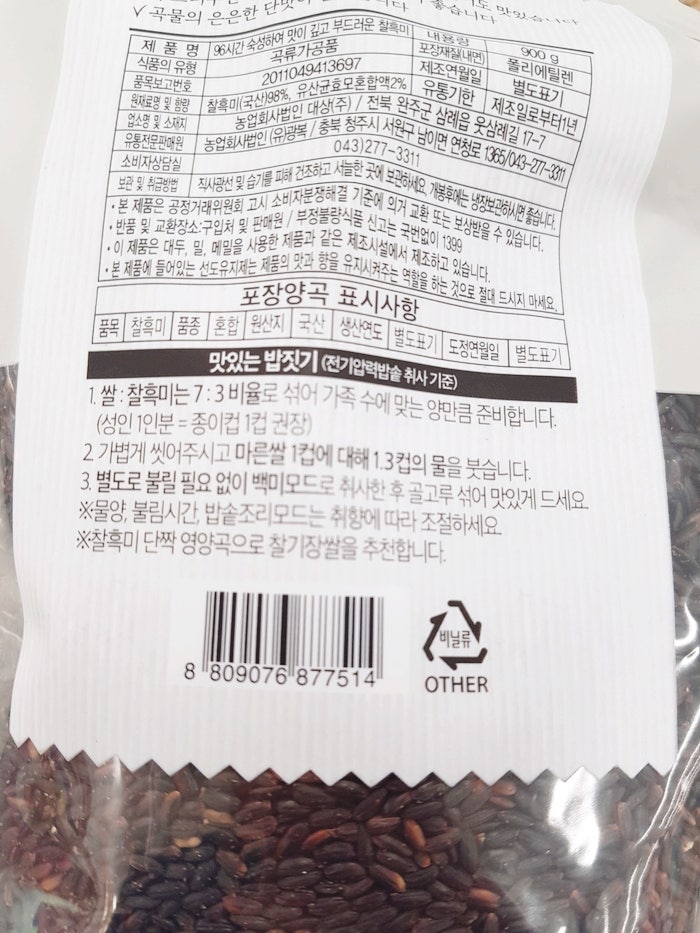 √ 곡물의 은은한 단맛이
좋습니다
도 맛있습니다
제 품 명 96시간 숙성하여 맛이 깊고 부드러운 찰흑미 내용량 900 g
식품의 유형 곡류가공품 포장재질(내면) 폴리에틸렌
품목보고번호 2011049413697 제조연월일 별도표기
원재료명 및 함량 찰흑미(국산)98%, 유산균효모혼합액2% 유통기한 제조일로부터1년
업소명 및 소재지 농업회사법인 대상(주) / 전북 완주군 삼례읍 웃삼례길 17-7
유통전문판매원 농업회사법인 (유)광복 / 충북 청주시 서원구 남이면 연청로 1365/043-277-3311
소비자상담실 043)277-3311
보관 및 취급방법 직사광선 및 습기를 피해 건조하고 서늘한 곳에 보관하세요. 개봉후에는 냉장보관하시면 좋습니다.
• 본 제품은 공정거래위원회 고시 소비자분쟁해결 기준에 의거 교환 또는 보상받을 수 있습니다.
• 반품 및 교환장소:구입처 및 판매원 / 부정불량식품 신고는 국번없이 1399
• 이 제품은 대두, 밀, 메밀을 사용한 제품과 같은 제조시설에서 제조하고 있습니다.
• 본 제품에 들어있는 선도유지제는 제품의 맛과 향을 유지시켜주는 역할을 하는 것으로 절대 드시지 마세요.
포장양곡 표시사항
품목 찰흑미 품종 혼합 원산지 국산 생산연도 별도표기 도정연월일 별도표기
맛있는 밥짓기 (전기압력밥솥 취사 기준)
1. 쌀 : 찰흑미는 7 : 3 비율로 섞어 가족 수에 맞는 양만큼 준비합니다.
(성인 1인분 = 종이컵 1컵 권장)
2. 가볍게 씻어주시고 마른쌀 1컵에 대해 1.3컵의 물을 붓습니다.
3. 별도로 불릴 필요 없이 백미모드로 취사한 후 골고루 섞어 맛있게 드세요.
※물양, 불림시간, 밥솥조리모드는 취향에 따라 조절하세요
※찰흑미 단짝 영양곡으로 찰기장쌀을 추천합니다.
8 809076 877514
비닐류
OTHER